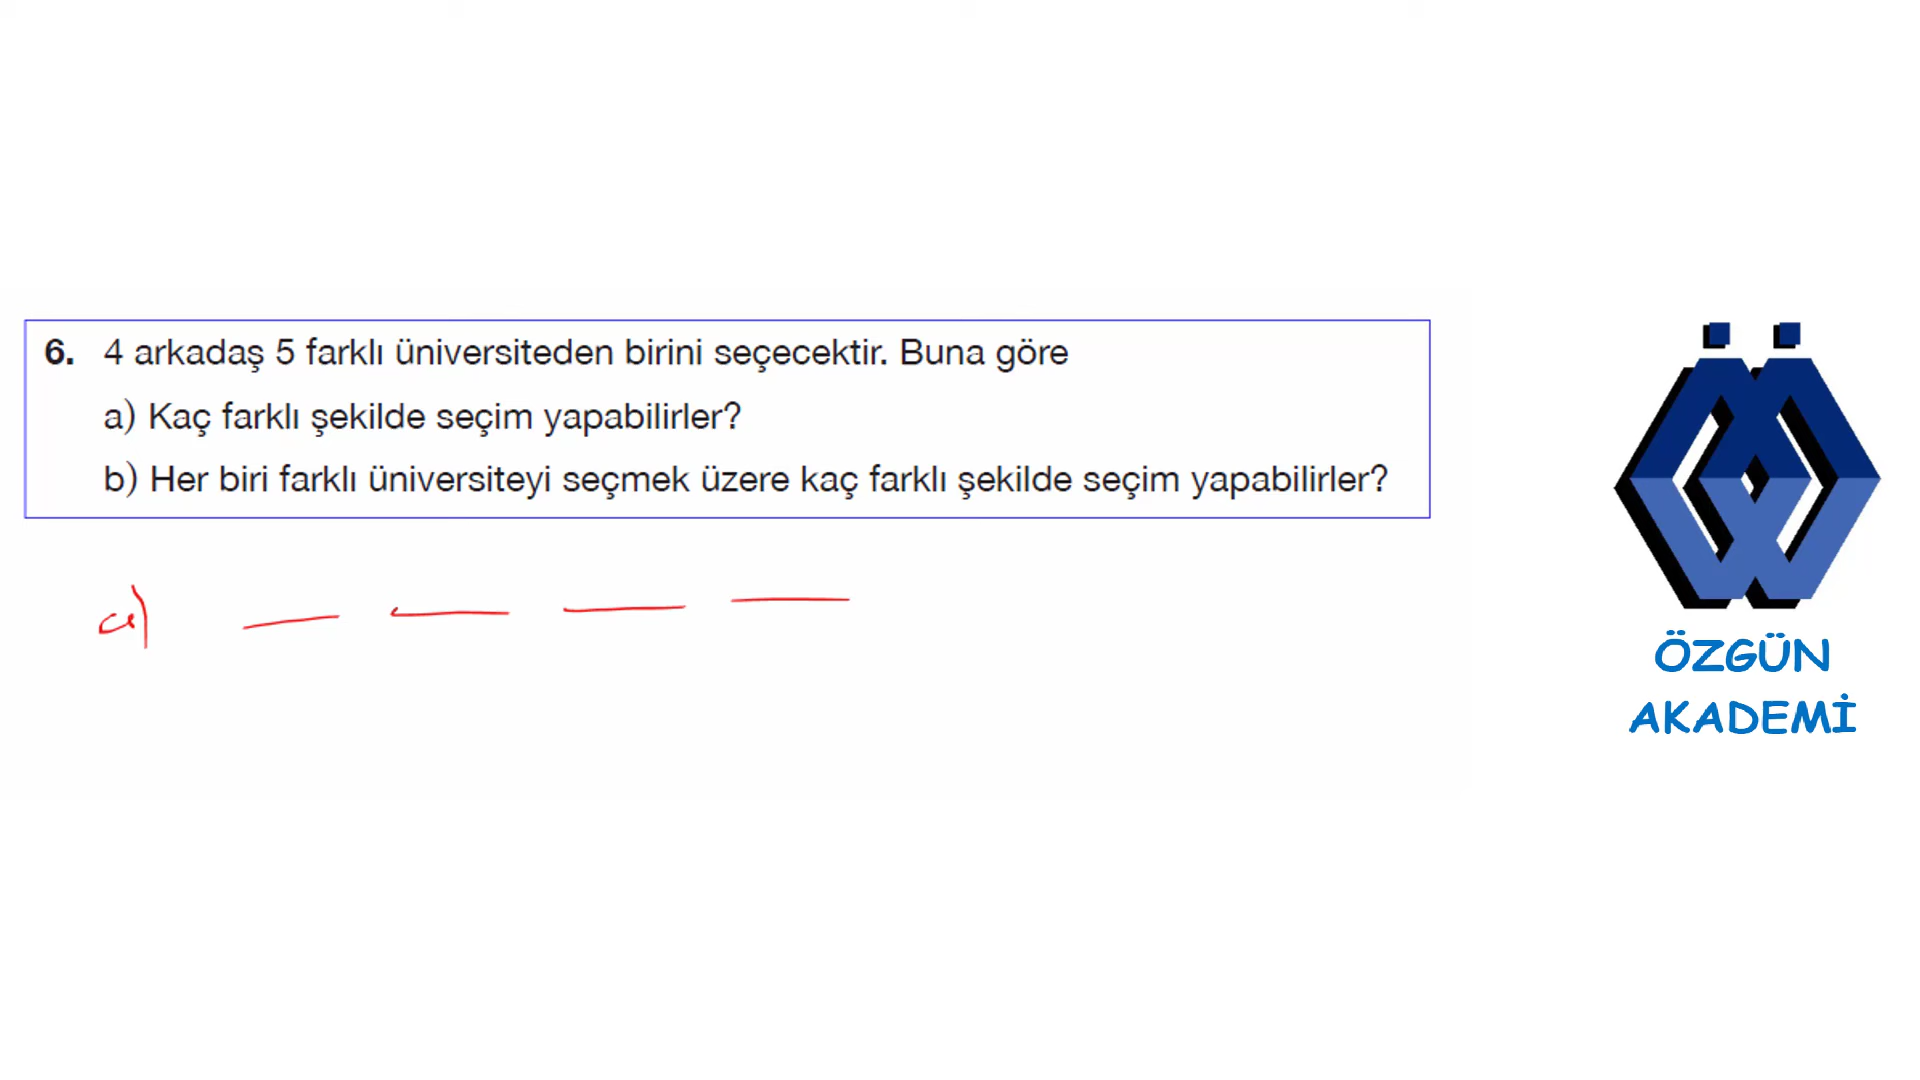 6. 4 arkadaş 5 farklı üniversiteden birini seçecektir. Buna göre
a) Kaç farklı şekilde seçim yapabilirler?
b) Her biri farklı üniversiteyi seçmek üzere kaç farklı şekilde seçim yapabilirler?
a)
ÖZGÜN
AKADEMİ